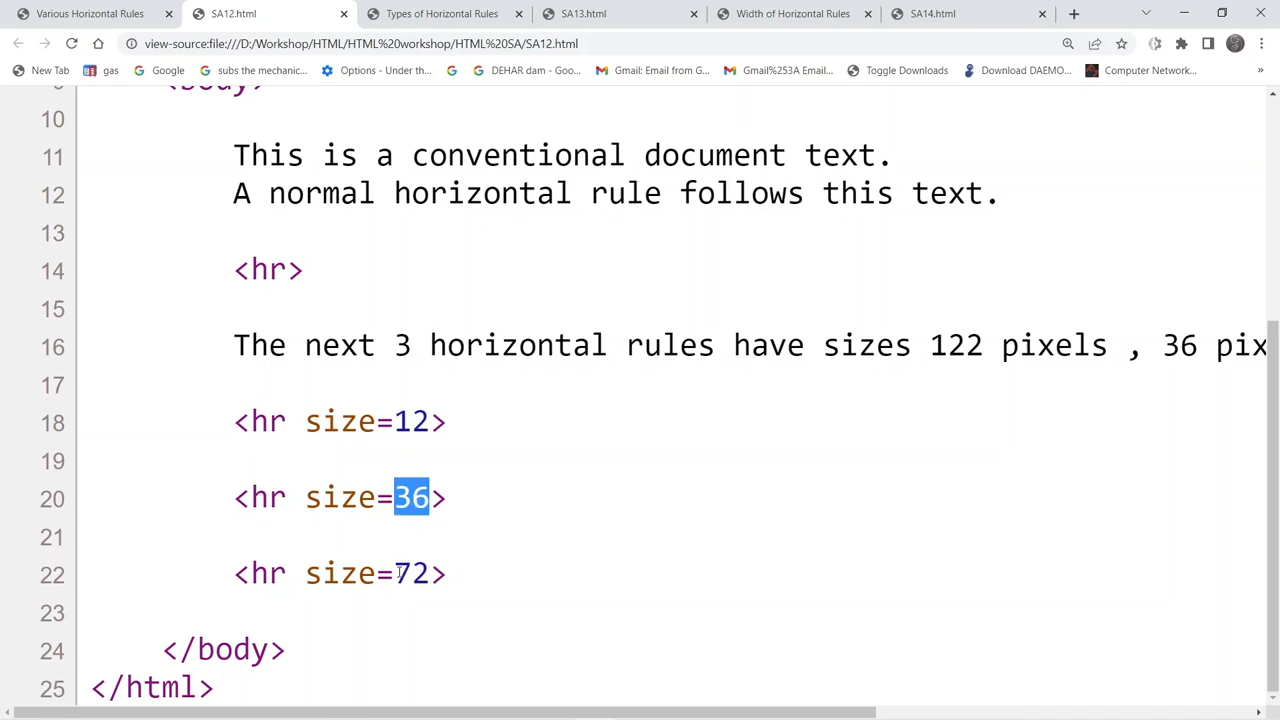 Various Horizontal Rules
SA12.html
Types of Horizontal Rules
SA13.html
Width of Horizontal Rules
SA14.html
view-source:file:///D:/Workshop/HTML/HTML%20workshop/HTML%20SA/SA12.html
New Tab
gas
Google
subs the mechanic...
Options - Under the...
DEHAR dam - Goo...
Gmail: Email from G...
Gmail%253A Email...
Toggle Downloads
Download DAEMO...
Computer Network...
»
9 <body>
10
11 This is a conventional document text.
12 A normal horizontal rule follows this text.
13
14 <hr>
15
16 The next 3 horizontal rules have sizes 122 pixels , 36 pix
17
18 <hr size=12>
19
20 <hr size=36>
21
22 <hr size=72>
23
24 </body>
25 </html>